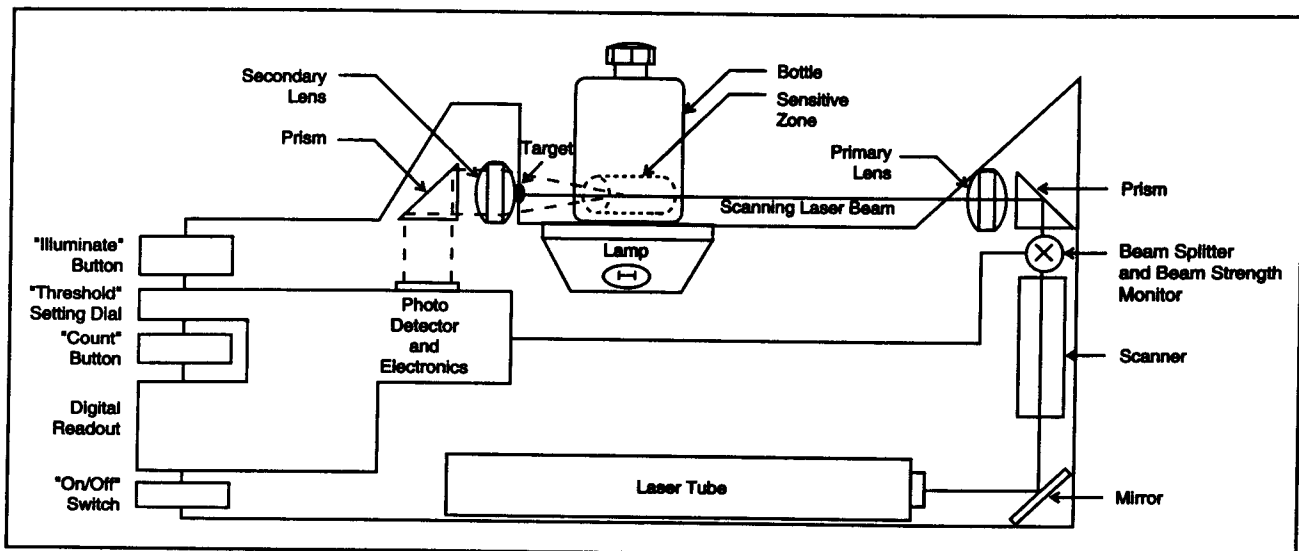 Secondary
Lens
Prism
Target
Bottle
Sensitive
Zone
Primary
Lens
Prism
Scanning Laser Beam
"Illuminate"
Button
Lamp
Beam Splitter
and Beam Strength
Monitor
"Threshold"
Setting Dial
Photo
Detector
and
Electronics
"Count"
Button
Scanner
Digital
Readout
"On/Off"
Switch
Laser Tube
Mirror